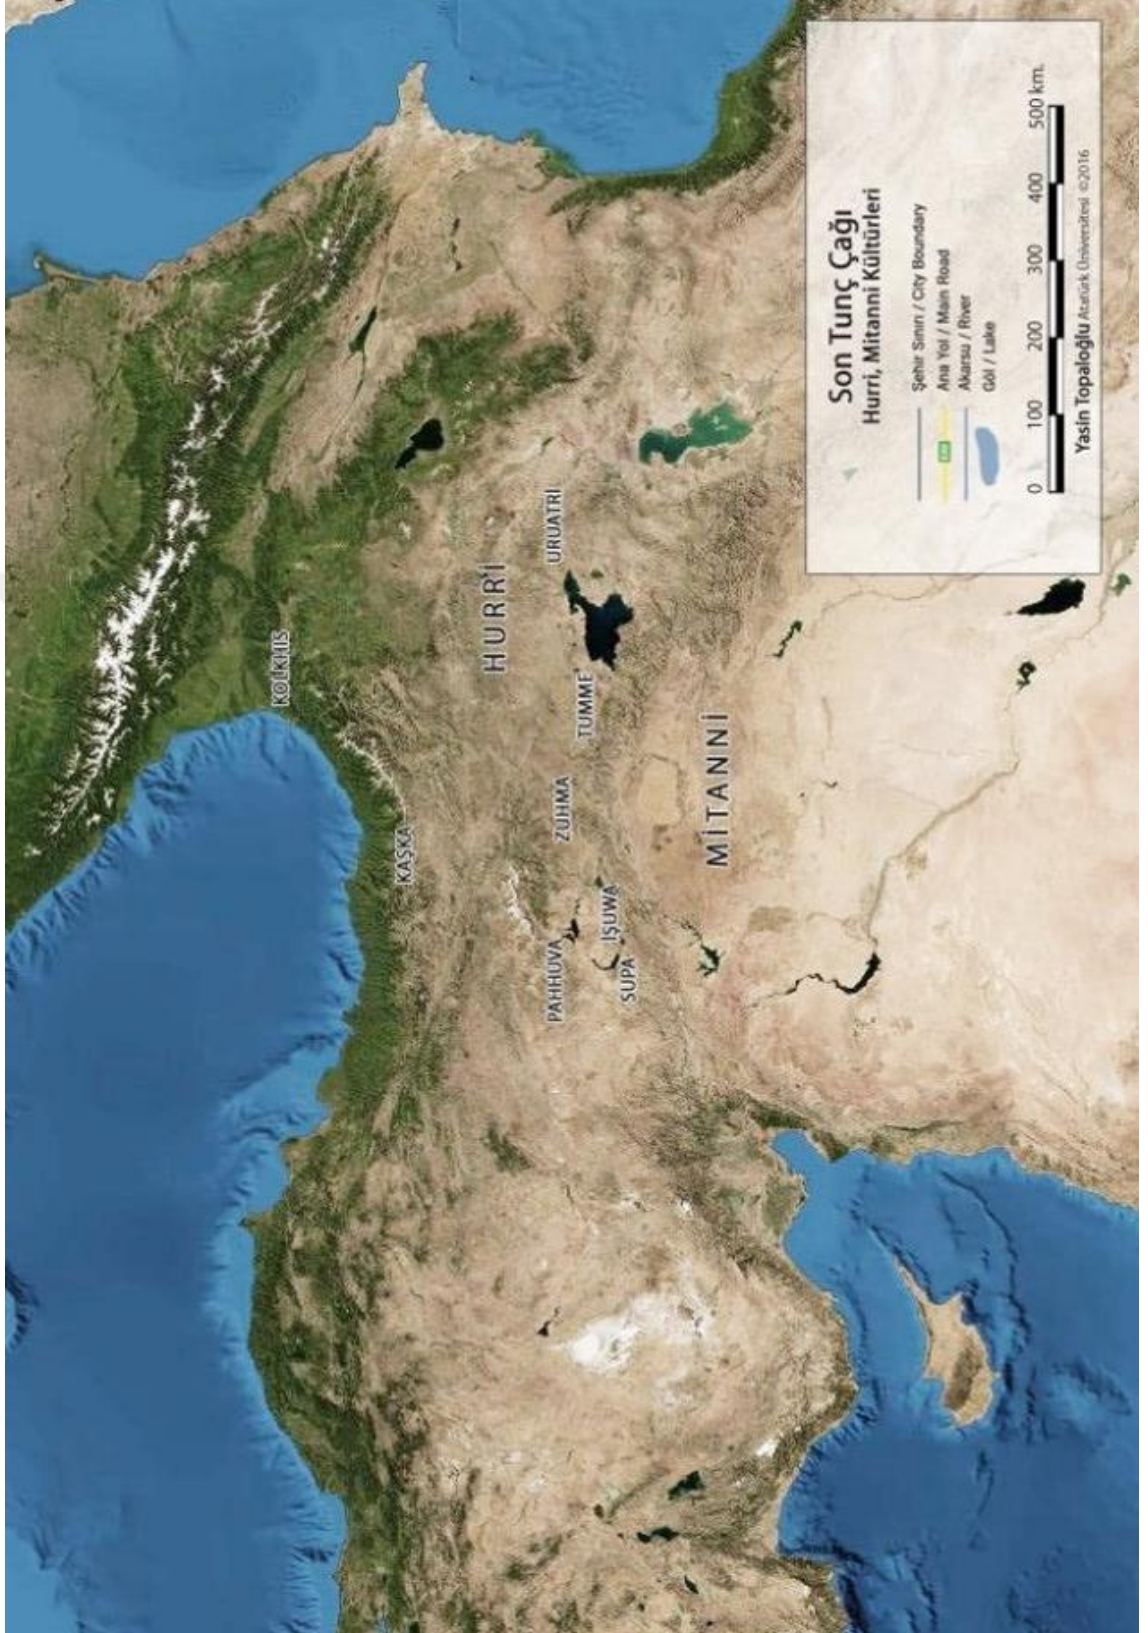 KOLKHIS
KAŞKA
HURRİ
URUATRİ
TUMME
ZUHMA
PAHHUVA
İŞUWA
SUPA
MİTANNİ
Son Tunç Çağı
Hurri, Mitanni Kültürleri
Şehir Sınırı / City Boundary
Ana Yol / Main Road
Akarsu / River
Göl / Lake
0 100 200 300 400 500 km.
Yasin Topaloğlu Atatürk Üniversitesi ©2016